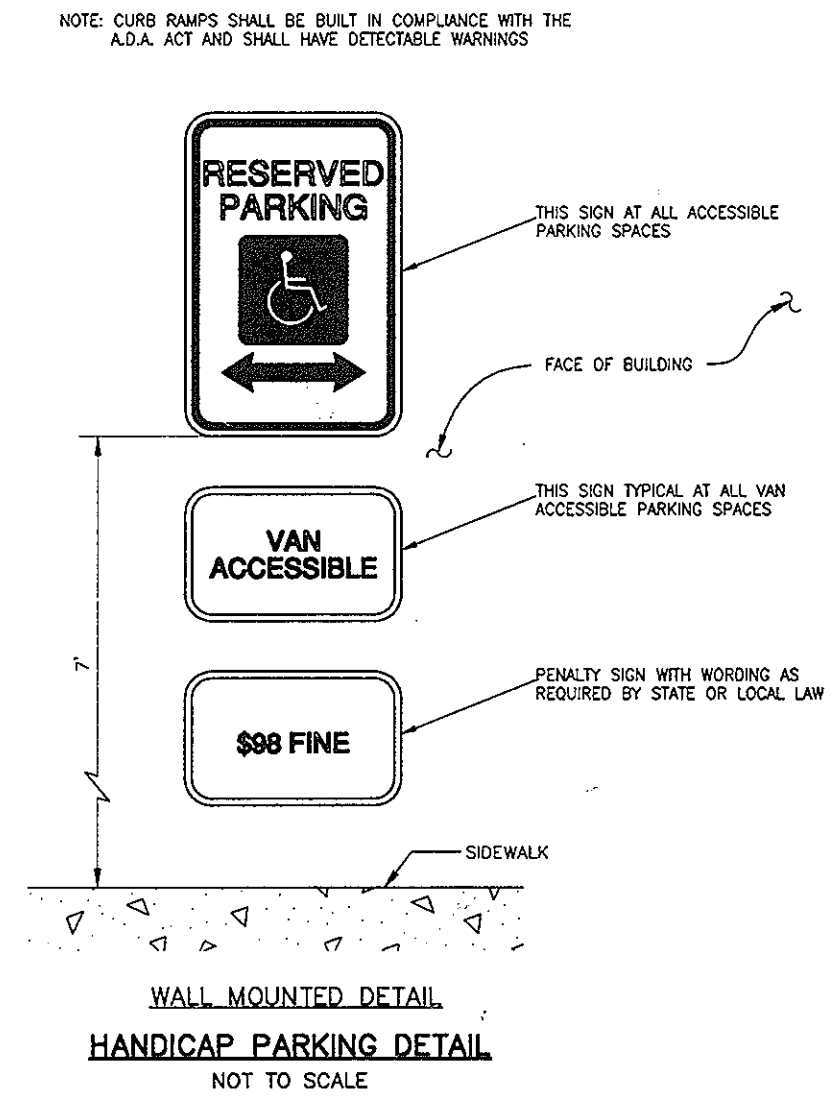 NOTE: CURB RAMPS SHALL BE BUILT IN COMPLIANCE WITH THE
A.D.A. ACT AND SHALL HAVE DETECTABLE WARNINGS
RESERVED
PARKING
THIS SIGN AT ALL ACCESSIBLE
PARKING SPACES
FACE OF BUILDING
THIS SIGN TYPICAL AT ALL VAN
ACCESSIBLE PARKING SPACES
VAN
ACCESSIBLE
7'
PENALTY SIGN WITH WORDING AS
REQUIRED BY STATE OR LOCAL LAW
$98 FINE
SIDEWALK
WALL MOUNTED DETAIL
HANDICAP PARKING DETAIL
NOT TO SCALE